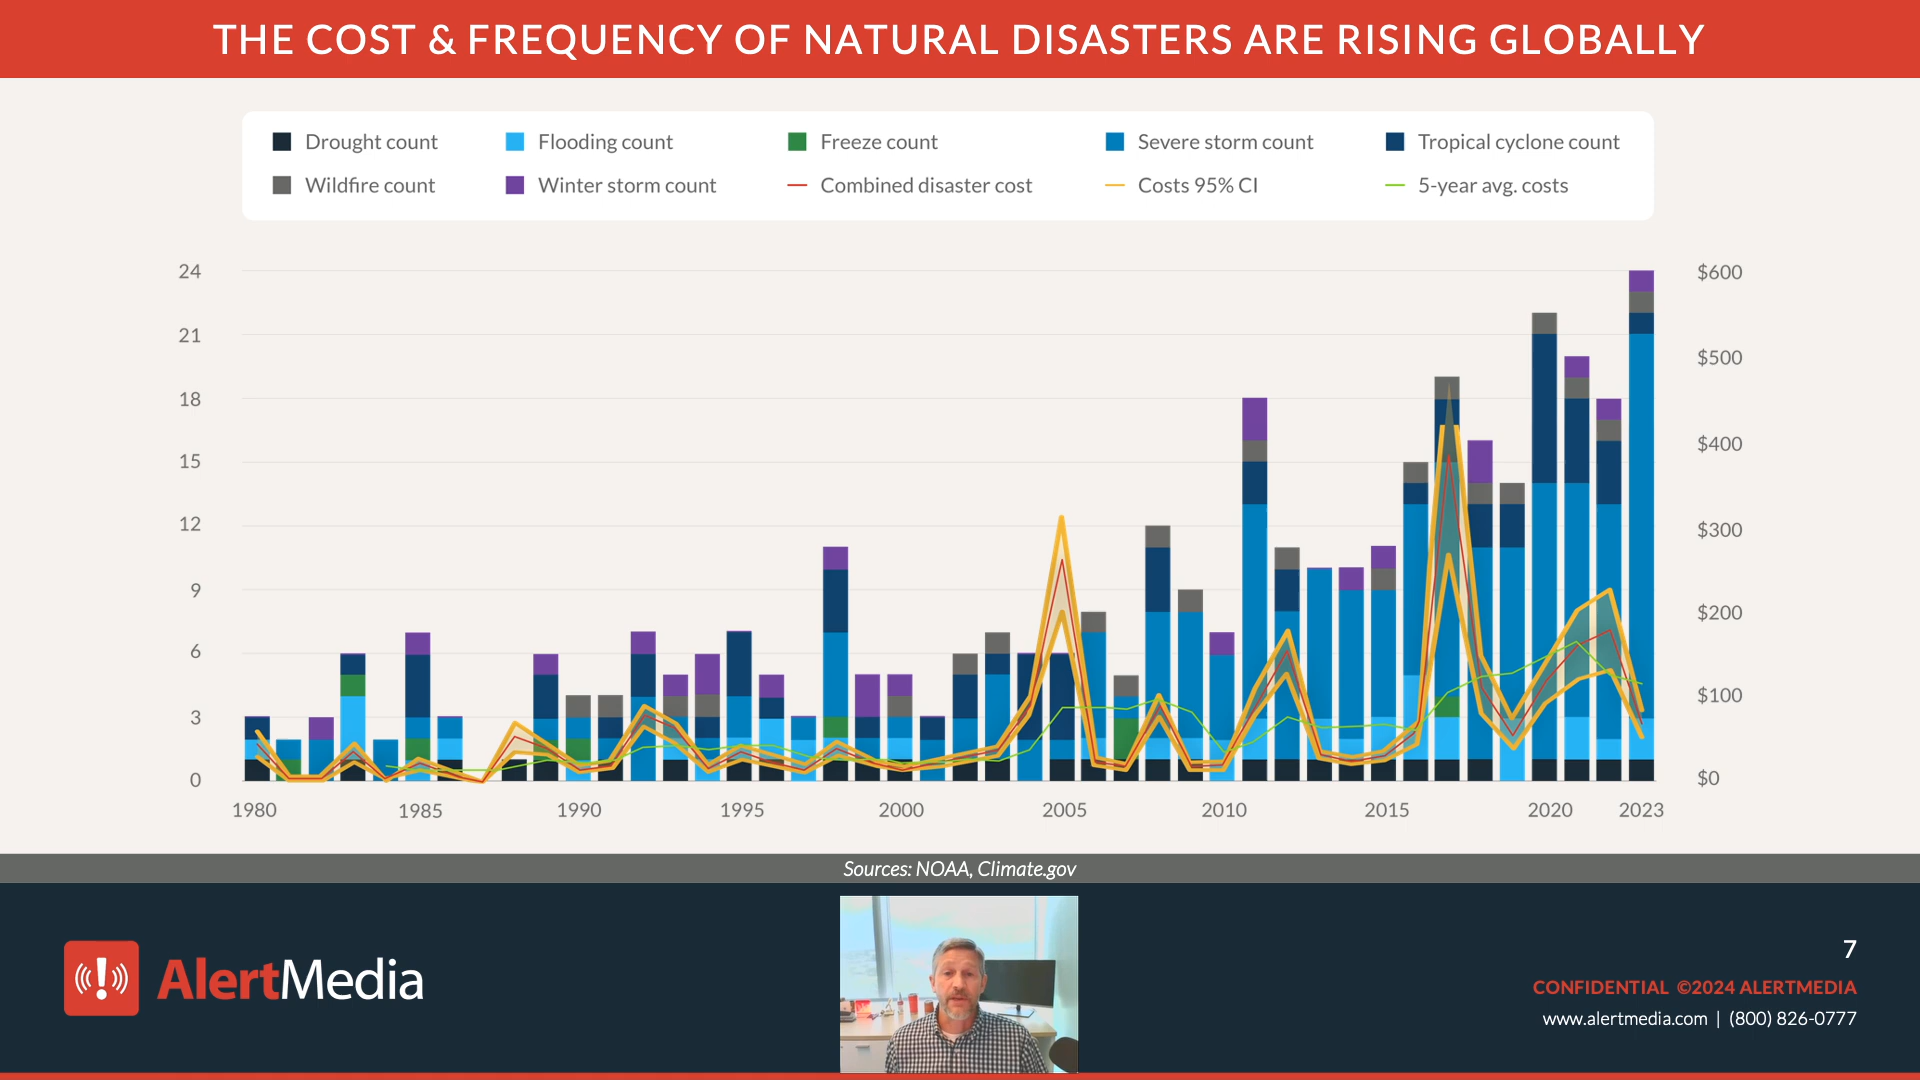 THE COST & FREQUENCY OF NATURAL DISASTERS ARE RISING GLOBALLY
Drought count
Flooding count
Freeze count
Severe storm count
Tropical cyclone count
Wildfire count
Winter storm count
Combined disaster cost
Costs 95% CI
5-year avg. costs
24
21
18
15
12
9
6
3
0
$600
$500
$400
$300
$200
$100
$0
1980
1985
1990
1995
2000
2005
2010
2015
2020
2023
Sources: NOAA, Climate.gov
AlertMedia
7
CONFIDENTIAL ©2024 ALERTMEDIA
www.alertmedia.com | (800) 826-0777